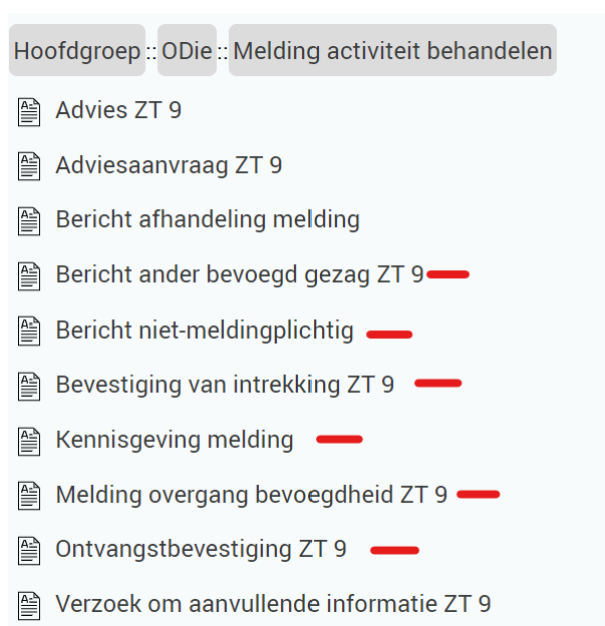 Hoofdgroep :: ODie :: Melding activiteit behandelen
Advies ZT 9
Adviesaanvraag ZT 9
Bericht afhandeling melding
Bericht ander bevoegd gezag ZT 9
Bericht niet-meldingplichtig
Bevestiging van intrekking ZT 9
Kennisgeving melding
Melding overgang bevoegdheid ZT 9
Ontvangstbevestiging ZT 9
Verzoek om aanvullende informatie ZT 9